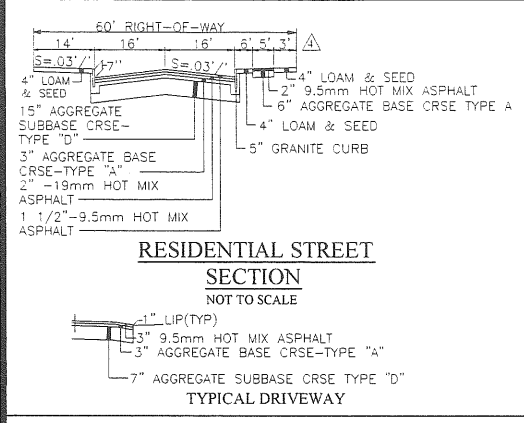 60' RIGHT-OF-WAY
14' 16' 16' 6' 5' 3' 4
S=.03'/' 7" S=.03'/'
4" LOAM
& SEED
15" AGGREGATE
SUBBASE CRSE-
TYPE "D"
3" AGGREGATE BASE
CRSE-TYPE "A"
2" -19mm HOT MIX
ASPHALT
1 1/2"-9.5mm HOT MIX
ASPHALT
4" LOAM & SEED
2" 9.5mm HOT MIX ASPHALT
6" AGGREGATE BASE CRSE TYPE A
4" LOAM & SEED
5" GRANITE CURB
RESIDENTIAL STREET
SECTION
NOT TO SCALE
1" LIP(TYP)
3" 9.5mm HOT MIX ASPHALT
3" AGGREGATE BASE CRSE-TYPE "A"
7" AGGREGATE SUBBASE CRSE TYPE "D"
TYPICAL DRIVEWAY